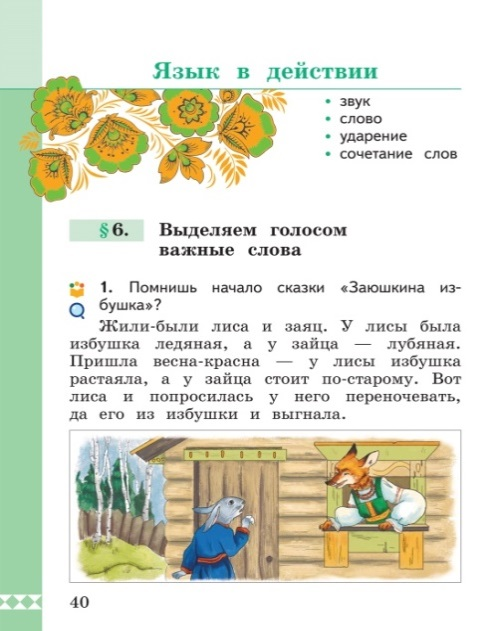 Язык в действии
• звук
• слово
• ударение
• сочетание слов
§ 6. Выделяем голосом
важные слова
1. Помнишь начало сказки «Заюшкина из-
бушка»?
Жили-были лиса и заяц. У лисы была
избушка ледяная, а у зайца — лубяная.
Пришла весна-красна — у лисы избушка
растаяла, а у зайца стоит по-старому. Вот
лиса и попросилась у него переночевать,
да его из избушки и выгнала.
40